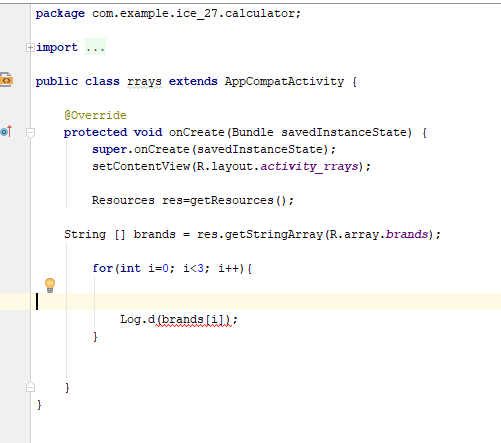 package com.example.ice_27.calculator;
import ...
public class rrays extends AppCompatActivity {
@Override
protected void onCreate(Bundle savedInstanceState) {
super.onCreate(savedInstanceState);
setContentView(R.layout.activity_rrays);
Resources res=getResources();
String [] brands = res.getStringArray(R.array.brands);
for(int i=0; i<3; i++){
Log.d(brands[i]);
}
}
}